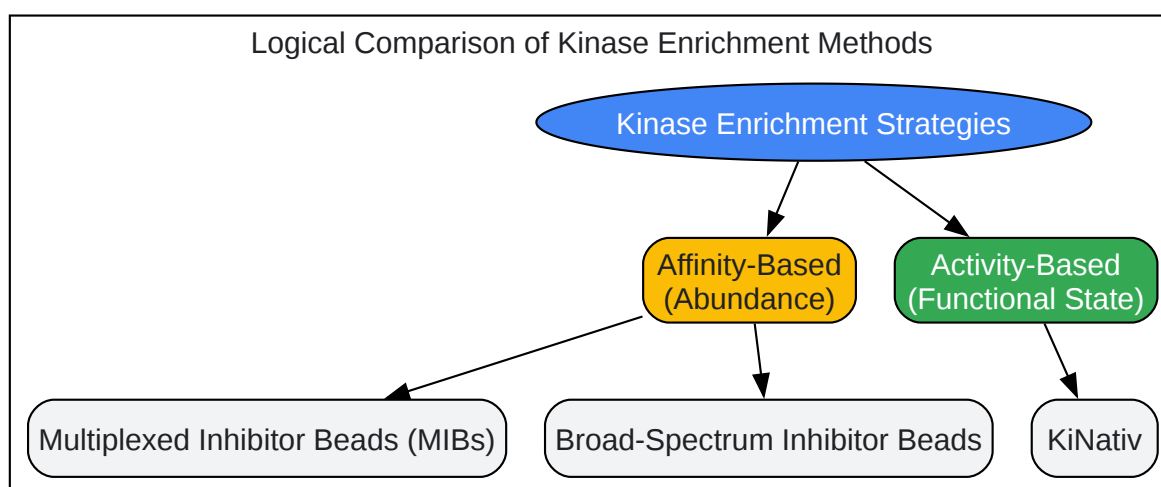 Logical Comparison of Kinase Enrichment Methods
Kinase Enrichment Strategies
Affinity-Based
(Abundance)
Activity-Based
(Functional State)
Multiplexed Inhibitor Beads (MIBs)
Broad-Spectrum Inhibitor Beads
KiNativ